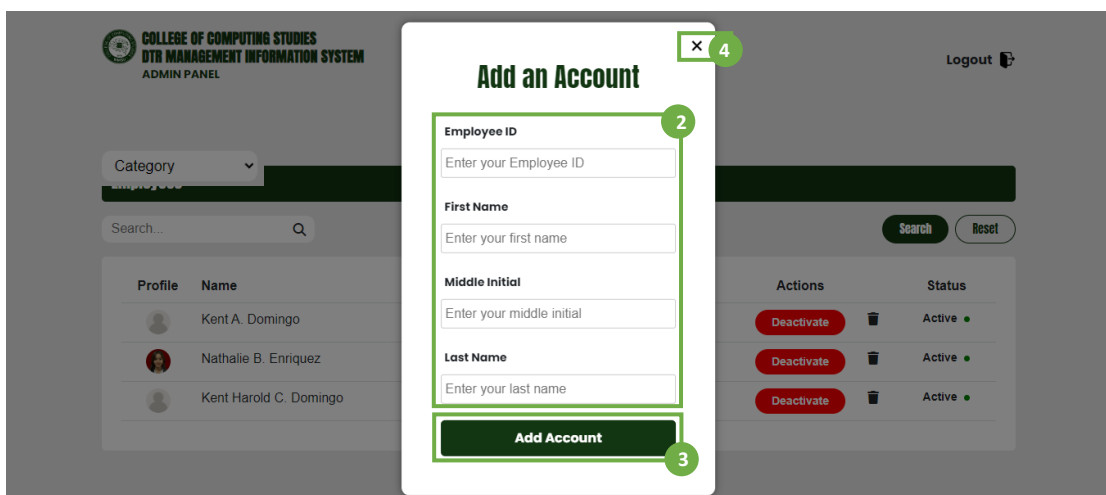 COLLEGE OF COMPUTING STUDIES
DTR MANAGEMENT INFORMATION SYSTEM
ADMIN PANEL
Logout
4
Add an Account
2
Employee ID
Enter your Employee ID
First Name
Enter your first name
Middle Initial
Enter your middle initial
Last Name
Enter your last name
Add Account
3
Category
Employees
Search...
Search Reset
Profile Name Actions Status
Kent A. Domingo Deactivate Active
Nathalie B. Enriquez Deactivate Active
Kent Harold C. Domingo Deactivate Active